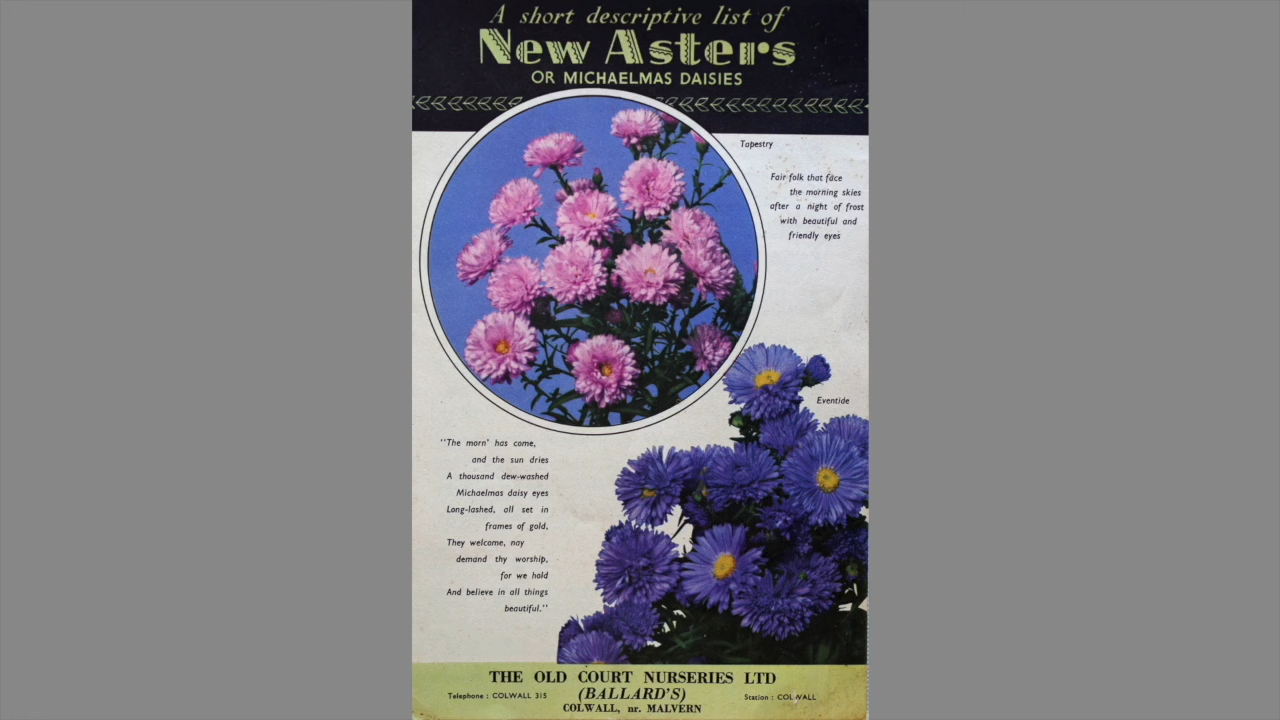 A short descriptive list of
New Asters
OR MICHAELMAS DAISIES
Tapestry
Fair folk that face
the morning skies
after a night of frost
with beautiful and
friendly eyes
Eventide
"The morn' has come,
and the sun dries
A thousand dew-washed
Michaelmas daisy eyes
Long-lashed, all set in
frames of gold,
They welcome, nay
demand thy worship,
for we hold
And believe in all things
beautiful."
THE OLD COURT NURSERIES LTD
Telephone : COLWALL 315
(BALLARD'S)
Station : COLWALL
COLWALL, nr. MALVERN